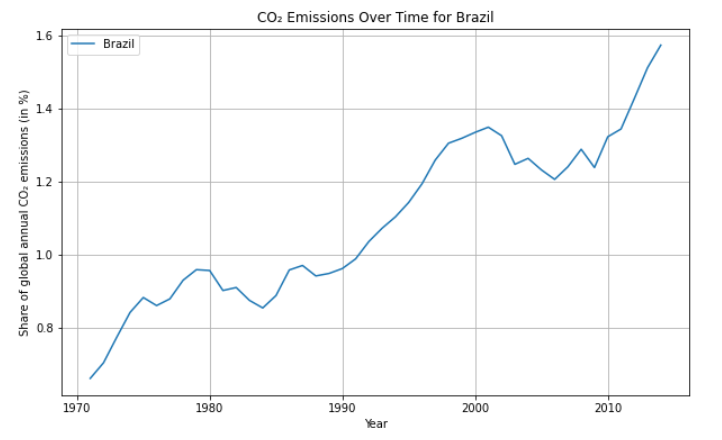 CO₂ Emissions Over Time for Brazil
Brazil
Share of global annual CO₂ emissions (in %)
1.6
1.4
1.2
1.0
0.8
1970 1980 1990 2000 2010
Year